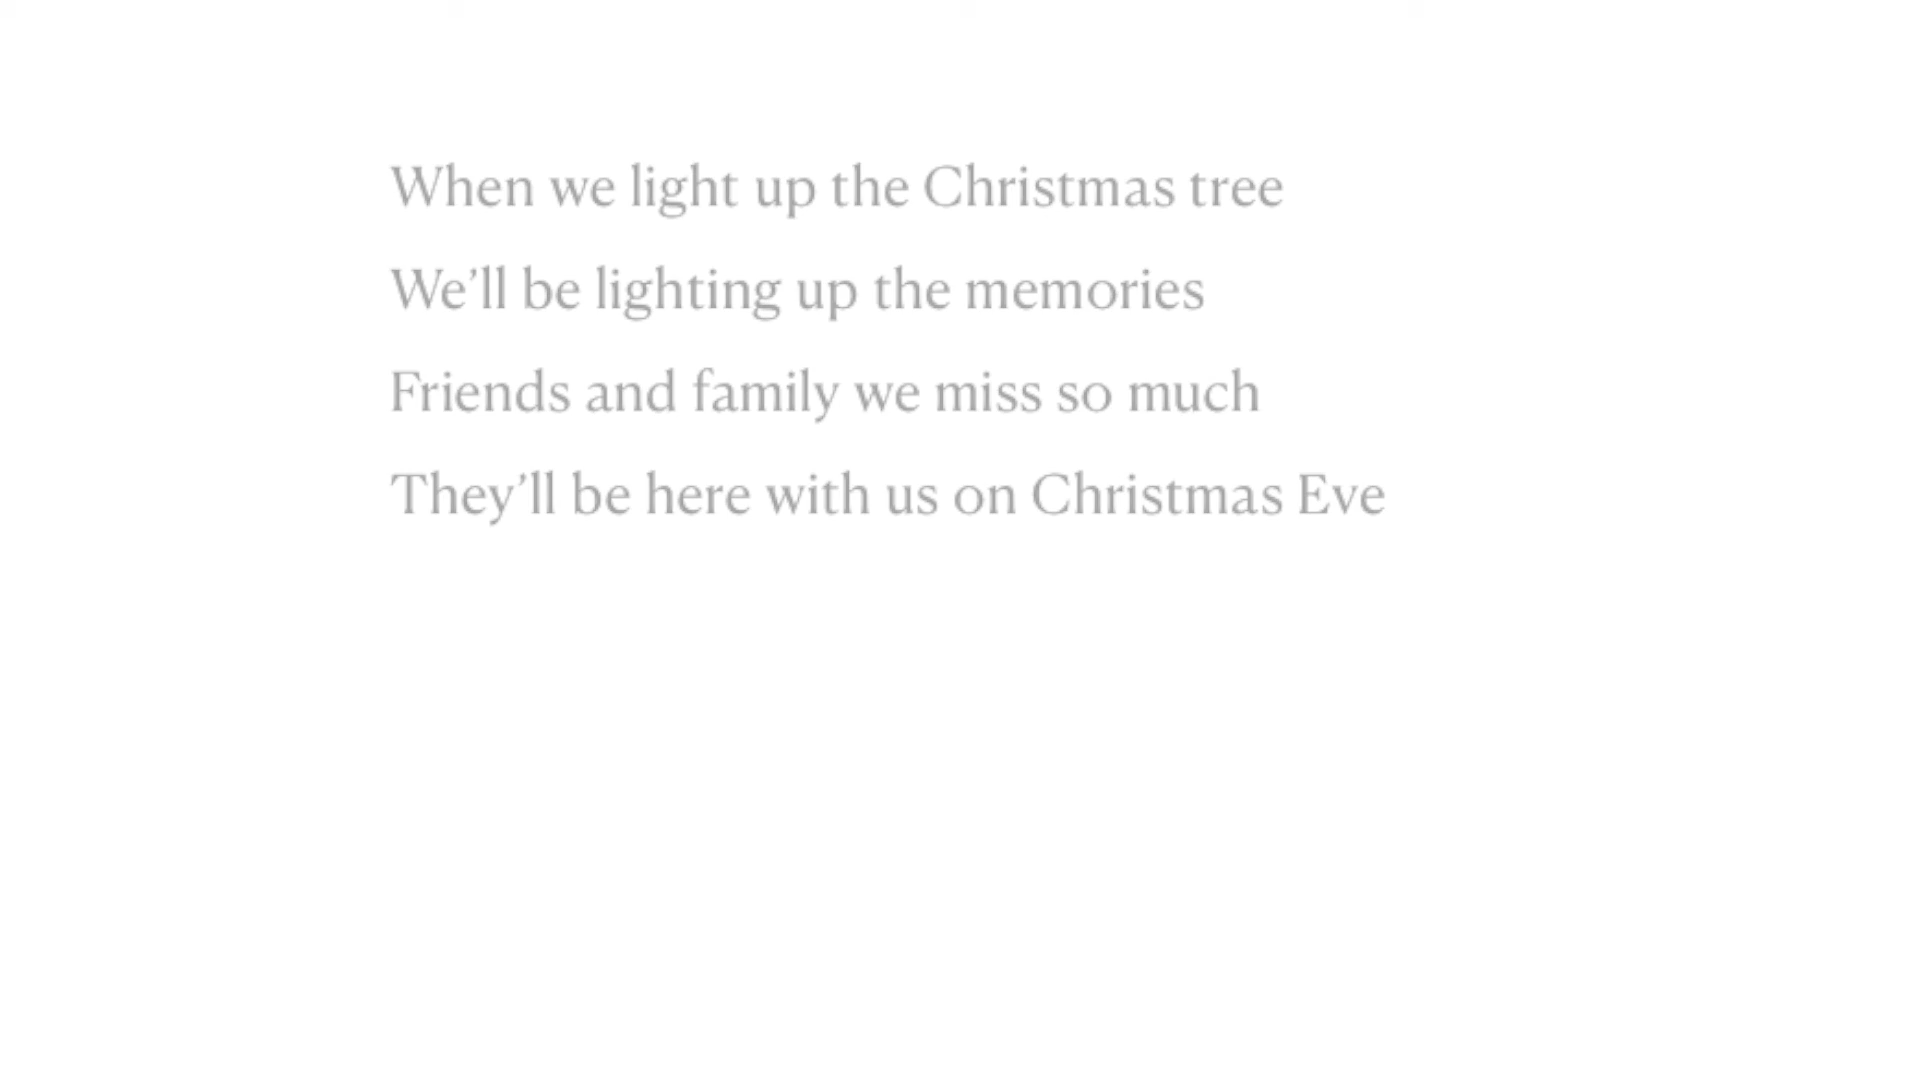 When we light up the Christmas tree
We’ll be lighting up the memories
Friends and family we miss so much
They’ll be here with us on Christmas Eve